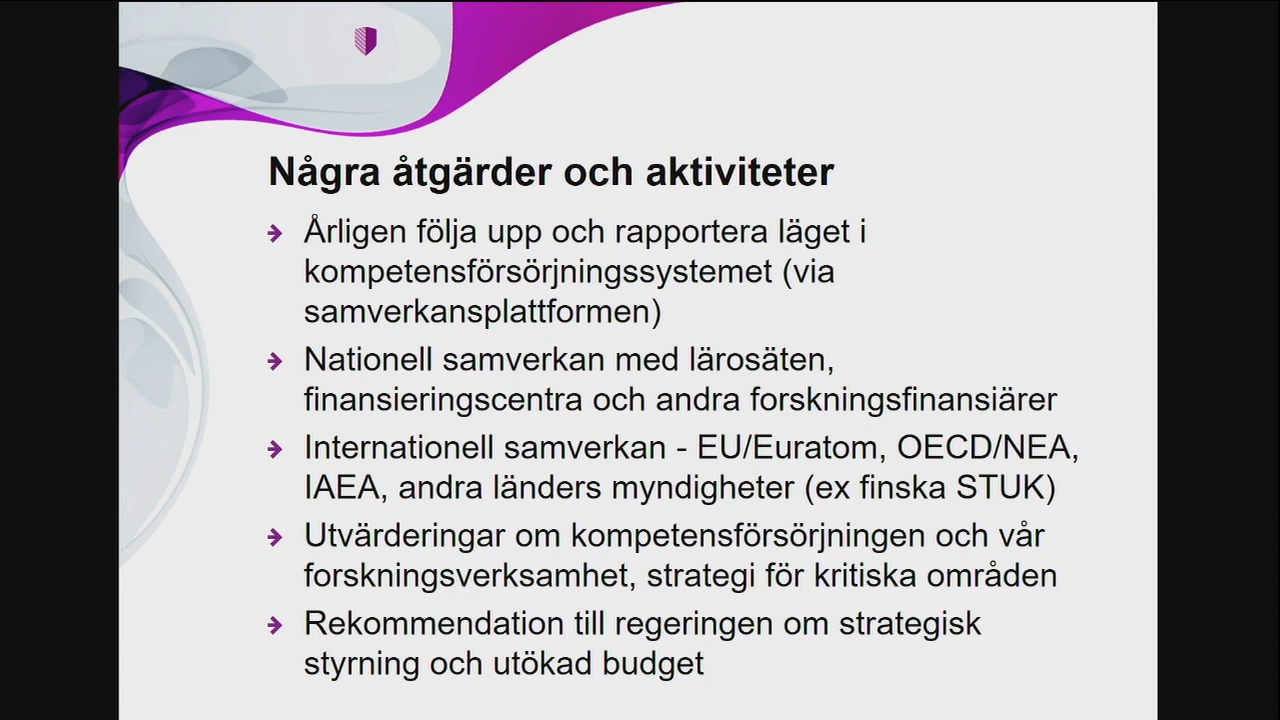 Några åtgärder och aktiviteter
Årligen följa upp och rapportera läget i
kompetensförsörjningssystemet (via
samverkansplattformen)
Nationell samverkan med lärosäten,
finansieringscentra och andra forskningsfinansiärer
Internationell samverkan - EU/Euratom, OECD/NEA,
IAEA, andra länders myndigheter (ex finska STUK)
Utvärderingar om kompetensförsörjningen och vår
forskningsverksamhet, strategi för kritiska områden
Rekommendation till regeringen om strategisk
styrning och utökad budget